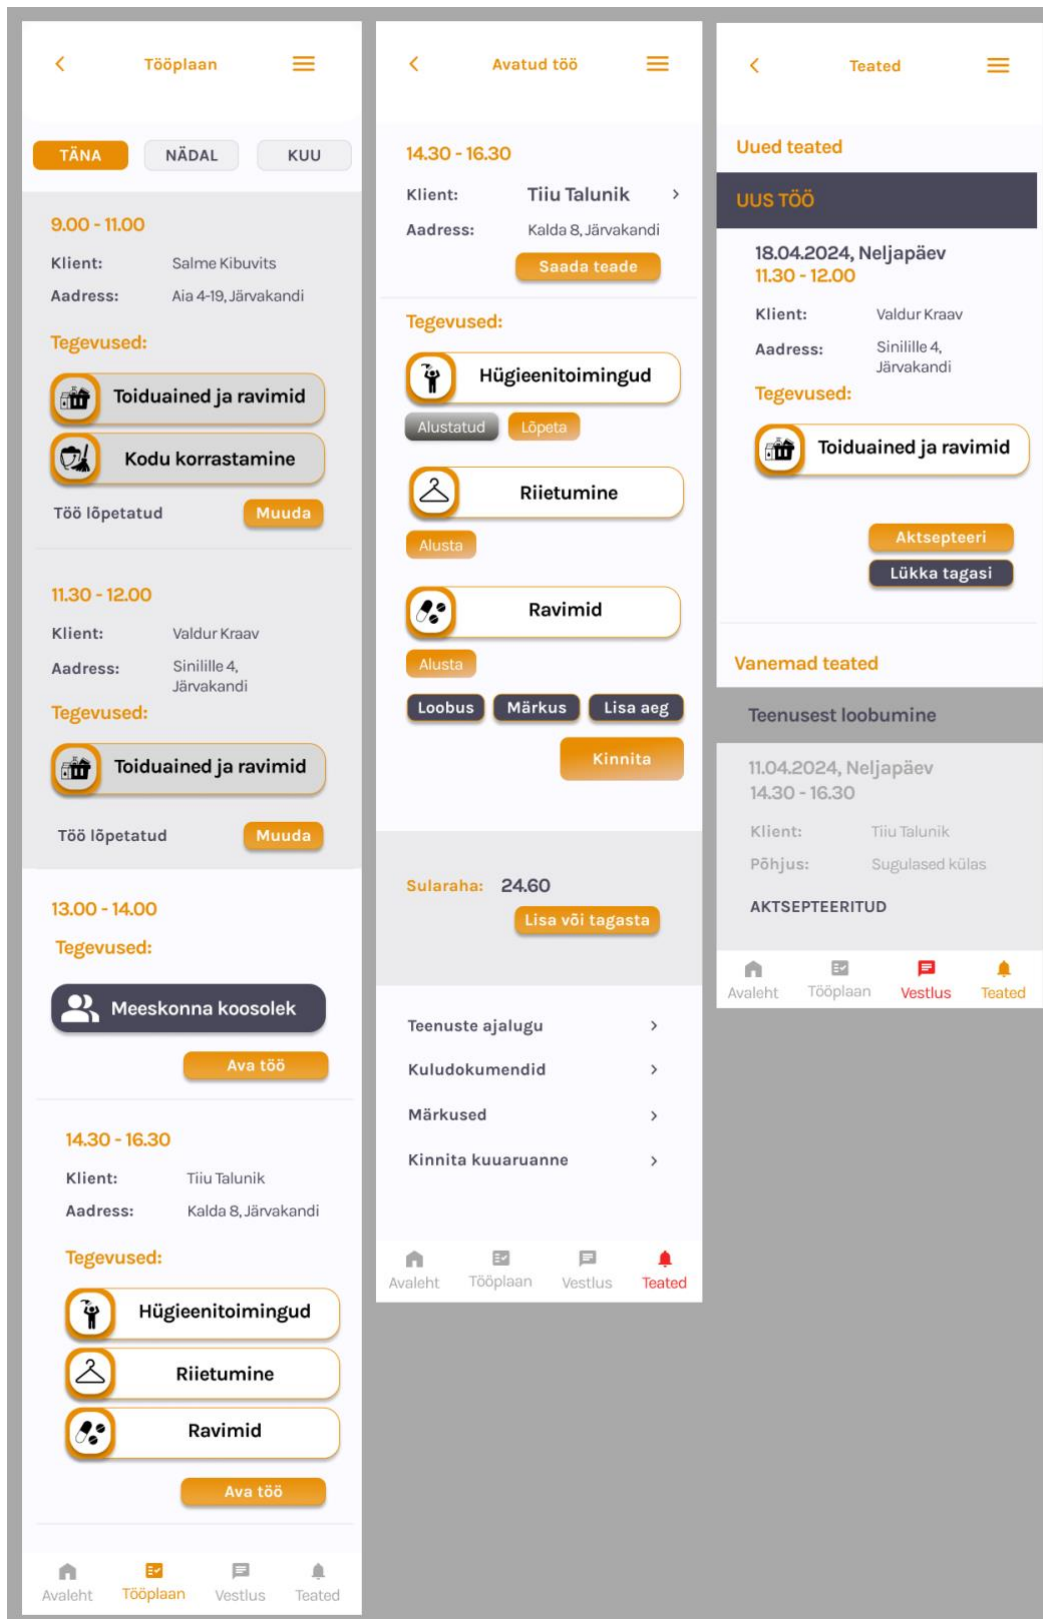 Tööplaan
TÄNA
NÄDAL
KUU
9.00 - 11.00
Klient: Salme Kibuvits
Aadress: Aia 4-19, Järvakandi
Tegevused:
Toiduained ja ravimid
Kodu korrastamine
Töö lõpetatud
Muuda
11.30 - 12.00
Klient: Valdur Kraav
Aadress: Sinilille 4,
Järvakandi
Tegevused:
Toiduained ja ravimid
Töö lõpetatud
Muuda
13.00 - 14.00
Tegevused:
Meeskonna koosolek
Ava töö
14.30 - 16.30
Klient: Tiiu Talunik
Aadress: Kalda 8, Järvakandi
Tegevused:
Hügieenitoimingud
Riietumine
Ravimid
Ava töö
Avaleht
Tööplaan
Vestlus
Teated
Avatud töö
14.30 - 16.30
Klient: Tiiu Talunik
Aadress: Kalda 8, Järvakandi
Saada teade
Tegevused:
Hügieenitoimingud
Alustatud
Lõpeta
Riietumine
Alusta
Ravimid
Alusta
Loobus
Märkus
Lisa aeg
Kinnita
Sularaha: 24.60
Lisa või tagasta
Teenuste ajalugu
Kuludokumendid
Märkused
Kinnita kuuaruanne
Avaleht
Tööplaan
Vestlus
Teated
Teated
Uued teated
UUS TÖÖ
18.04.2024, Neljapäev
11.30 - 12.00
Klient: Valdur Kraav
Aadress: Sinilille 4,
Järvakandi
Tegevused:
Toiduained ja ravimid
Aktsepteeri
Lükka tagasi
Vanemad teated
Teenusest loobumine
11.04.2024, Neljapäev
14.30 - 16.30
Klient: Tiiu Talunik
Põhjus: Sugulased külas
AKTSEPTEERITUD
Avaleht
Tööplaan
Vestlus
Teated